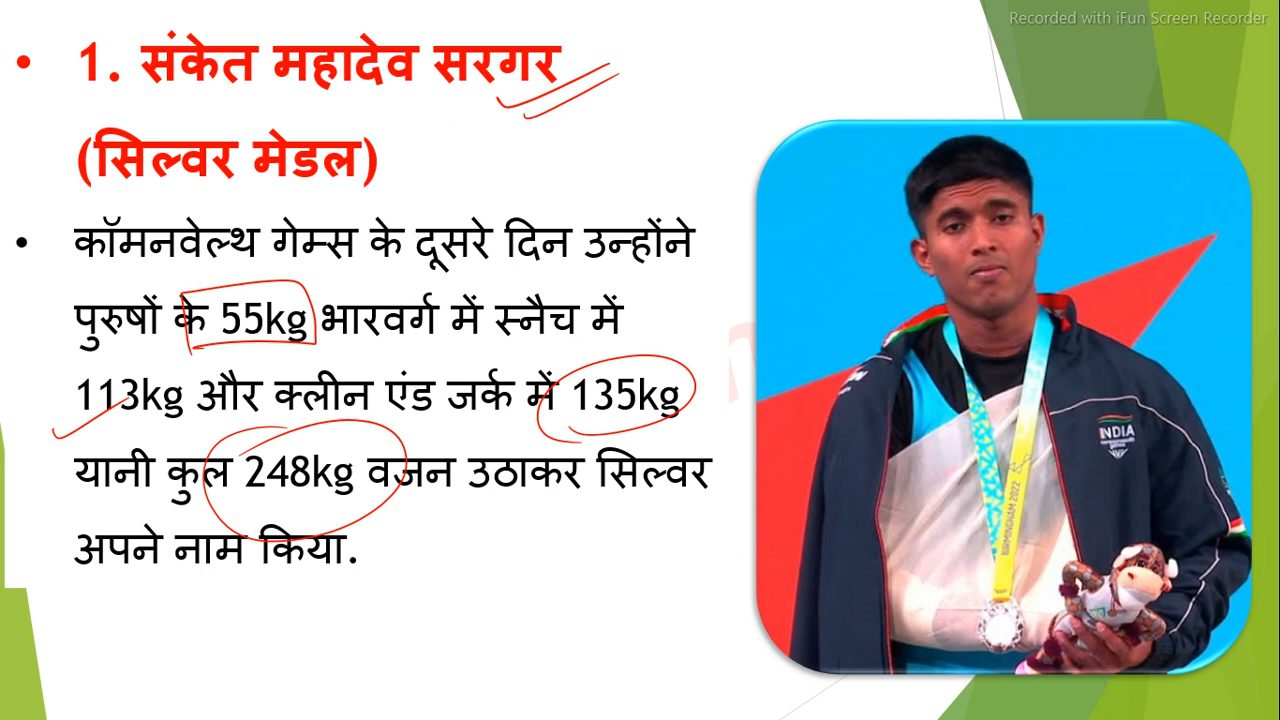 Recorded with iFun Screen Recorder
• 1. संकेत महादेव सरगर
(सिल्वर मेडल)
• कॉमनवेल्थ गेम्स के दूसरे दिन उन्होंने
पुरुषों के 55kg भारवर्ग में स्नैच में
113kg और क्लीन एंड जर्क में 135kg
यानी कुल 248kg वजन उठाकर सिल्वर
अपने नाम किया.
INDIA
BIRMINGHAM 2022